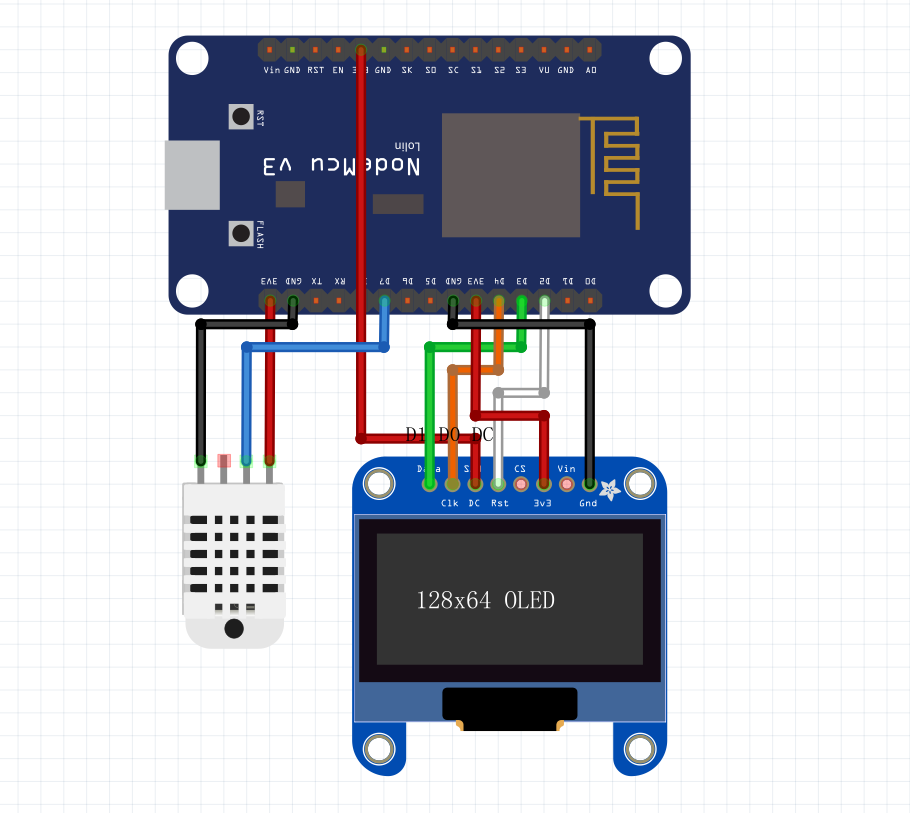 Vin GND RST EN 3V3 GND SK SO SC S1 S2 S3 VU GND A0
RST
Lolin
NodeMcu v3
FLASH
3V3 GND TX RX D7 D6 D5 GND 3V3 D4 D3 D2 D1 D0
D1 D0 DC
Data CS Vin
Clk DC Rst 3v3 Gnd
128x64 OLED